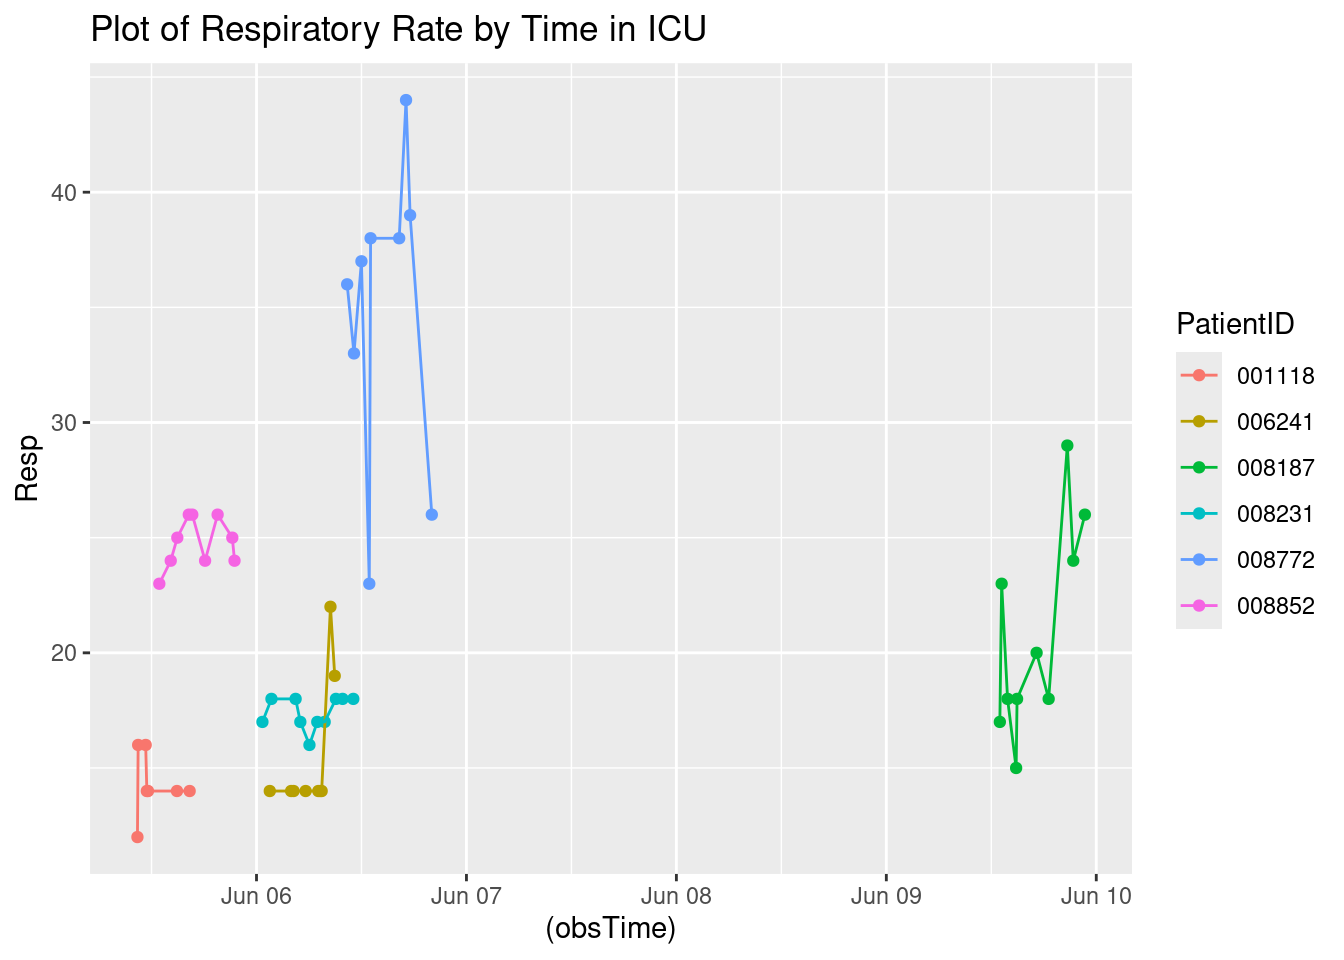 Plot of Respiratory Rate by Time in ICU
Resp
40
30
20
Jun 06 Jun 07 Jun 08 Jun 09 Jun 10
(obsTime)
PatientID
001118
006241
008187
008231
008772
008852